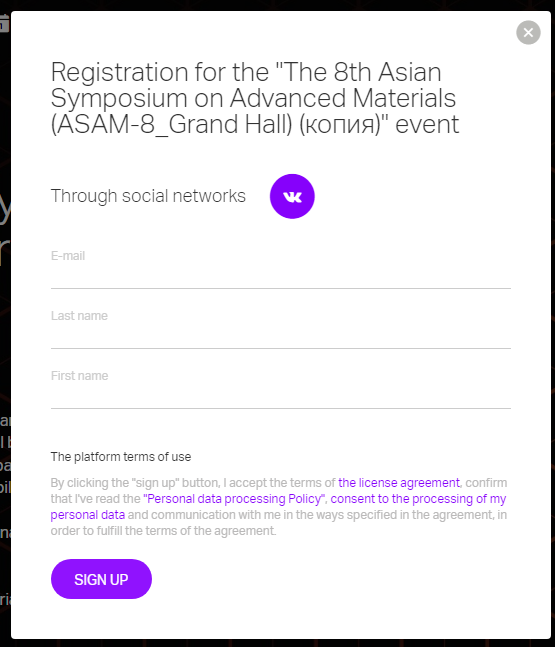 Registration for the "The 8th Asian
Symposium on Advanced Materials
(ASAM-8_Grand Hall) (копия)" event
Through social networks
E-mail
Last name
First name
The platform terms of use
By clicking the "sign up" button, I accept the terms of the license agreement, confirm
that I've read the "Personal data processing Policy", consent to the processing of my
personal data and communication with me in the ways specified in the agreement, in
order to fulfill the terms of the agreement.
SIGN UP